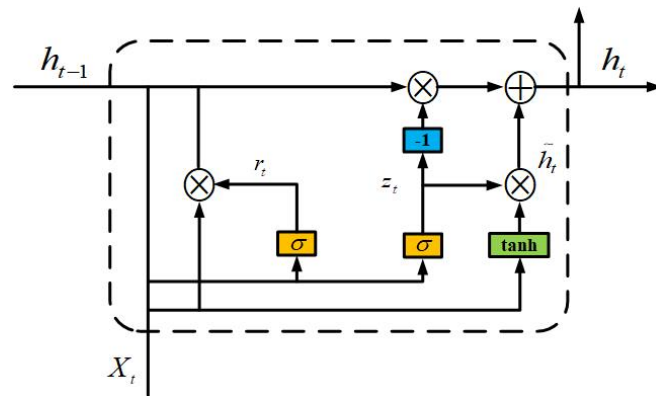 h_{t-1}
h_t
-1
h̃_t
r_t
z_t
σ
σ
tanh
X_t